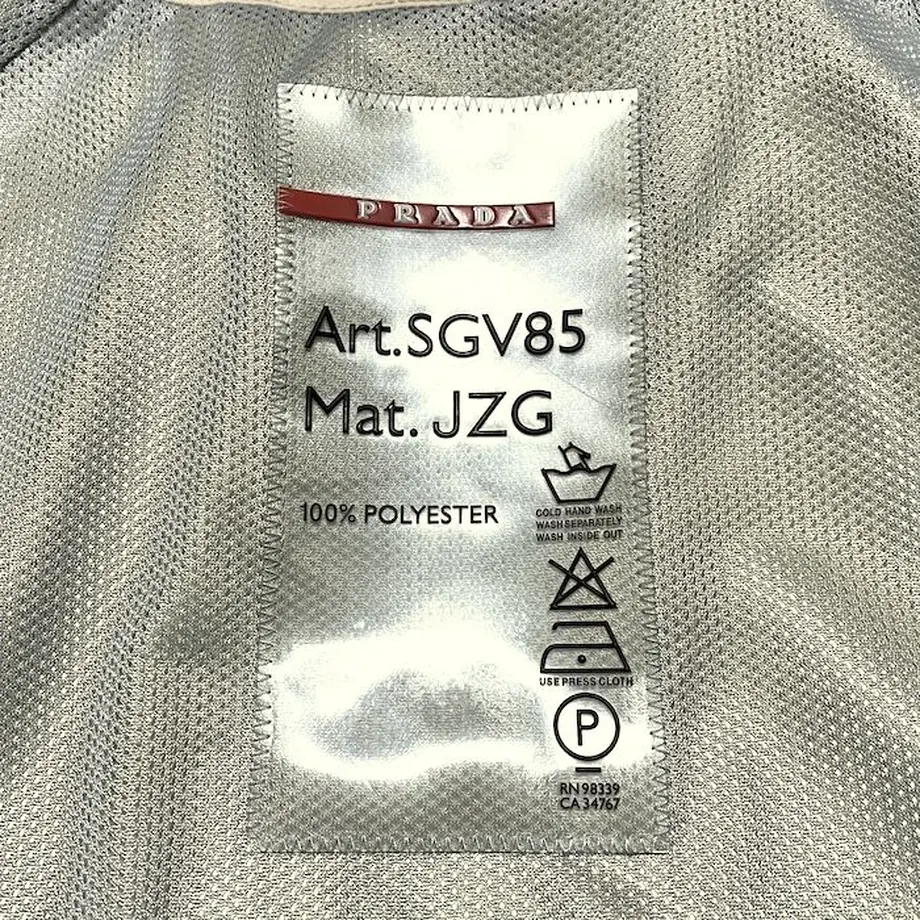 PRADA
Art.SGV85
Mat. JZG
100% POLYESTER
COLD HAND WASH
WASH SEPARATELY
WASH INSIDE OUT
USE PRESS CLOTH
P
RN 98339
CA 34767